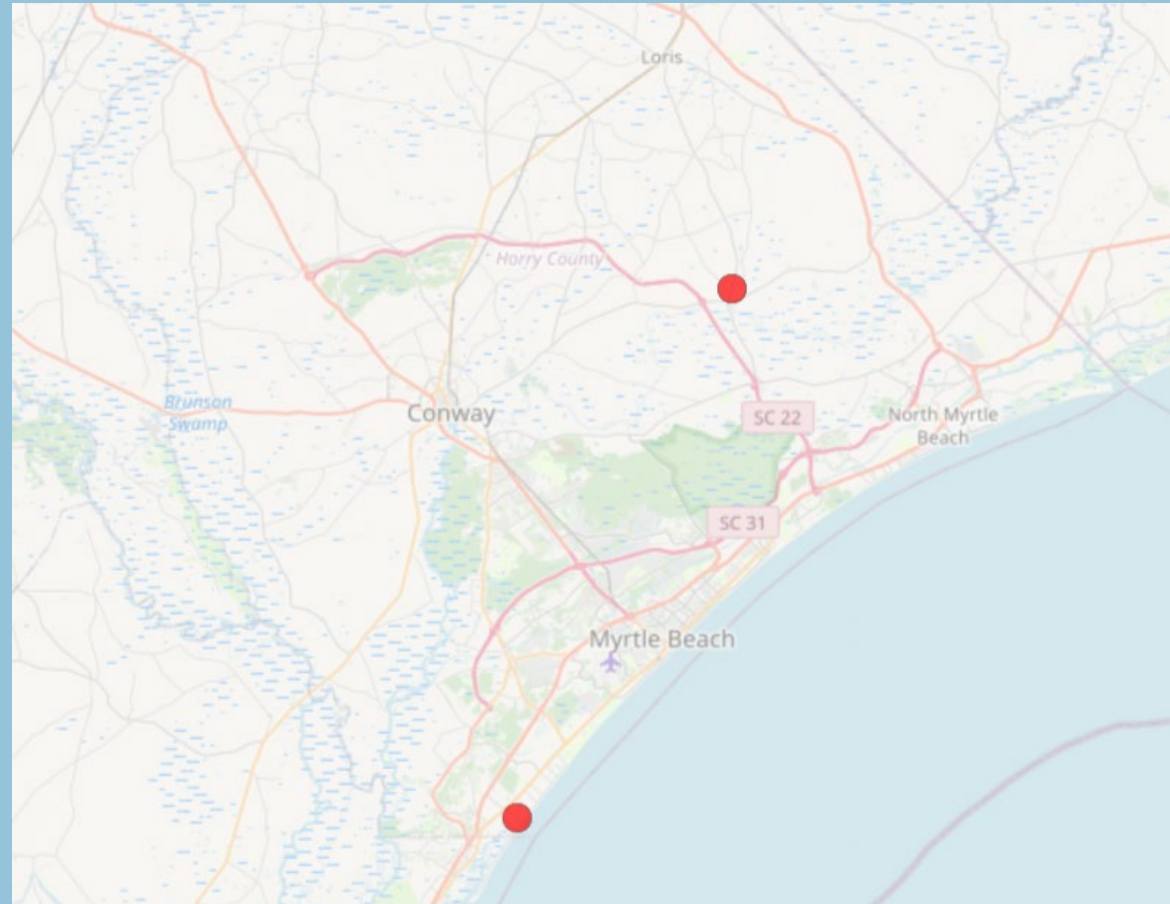 Loris
Horry County
Brunson
Swamp
Conway
SC 22
North Myrtle
Beach
SC 31
Myrtle Beach